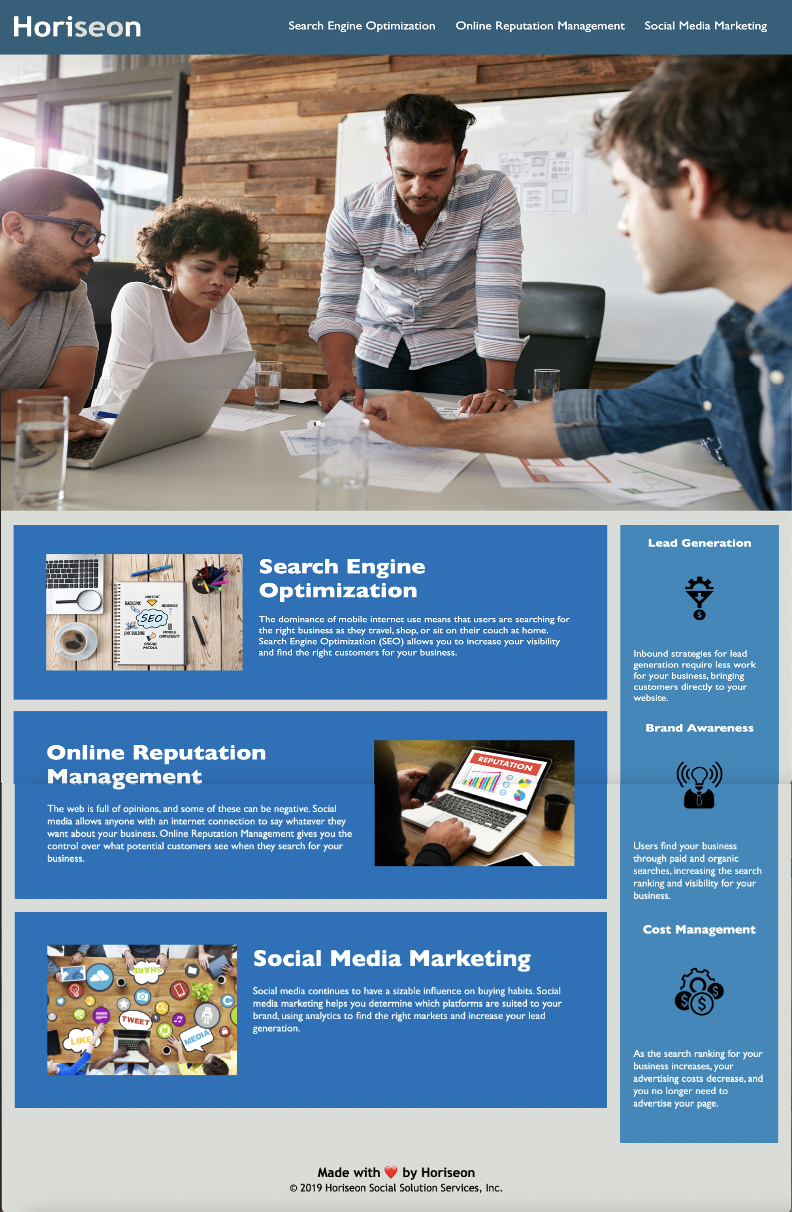 Horiseon
Search Engine Optimization
Online Reputation Management
Social Media Marketing
Search Engine
Optimization
The dominance of mobile internet use means that users are searching for
the right business as they travel, shop, or sit on their couch at home.
Search Engine Optimization (SEO) allows you to increase your visibility
and find the right customers for your business.
SEO
CONTENT
BACKLINK
LINK BUILDING
SOCIAL
MEDIA
Online Reputation
Management
The web is full of opinions, and some of these can be negative. Social
media allows anyone with an internet connection to say whatever they
want about your business. Online Reputation Management gives you the
control over what potential customers see when they search for your
business.
REPUTATION
SHARE
TWEET
LIKE
MEDIA
Social Media Marketing
Social media continues to have a sizable influence on buying habits. Social
media marketing helps you determine which platforms are suited to your
brand, using analytics to find the right markets and increase your lead
generation.
Lead Generation
Inbound strategies for lead
generation require less work
for your business, bringing
customers directly to your
website.
Brand Awareness
Users find your business
through paid and organic
searches, increasing the search
ranking and visibility for your
business.
Cost Management
As the search ranking for your
business increases, your
advertising costs decrease, and
you no longer need to
advertise your page.
Made with ❤️ by Horiseon
© 2019 Horiseon Social Solution Services, Inc.